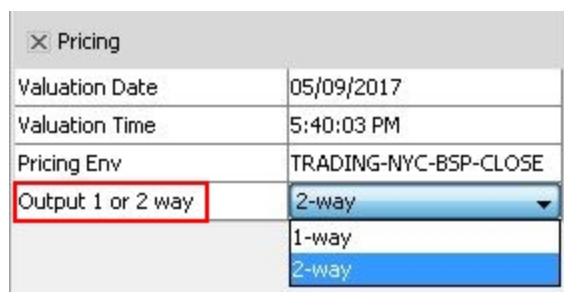 Pricing
Valuation Date 05/09/2017
Valuation Time 5:40:03 PM
Pricing Env TRADING-NYC-BSP-CLOSE
Output 1 or 2 way 2-way
1-way
2-way